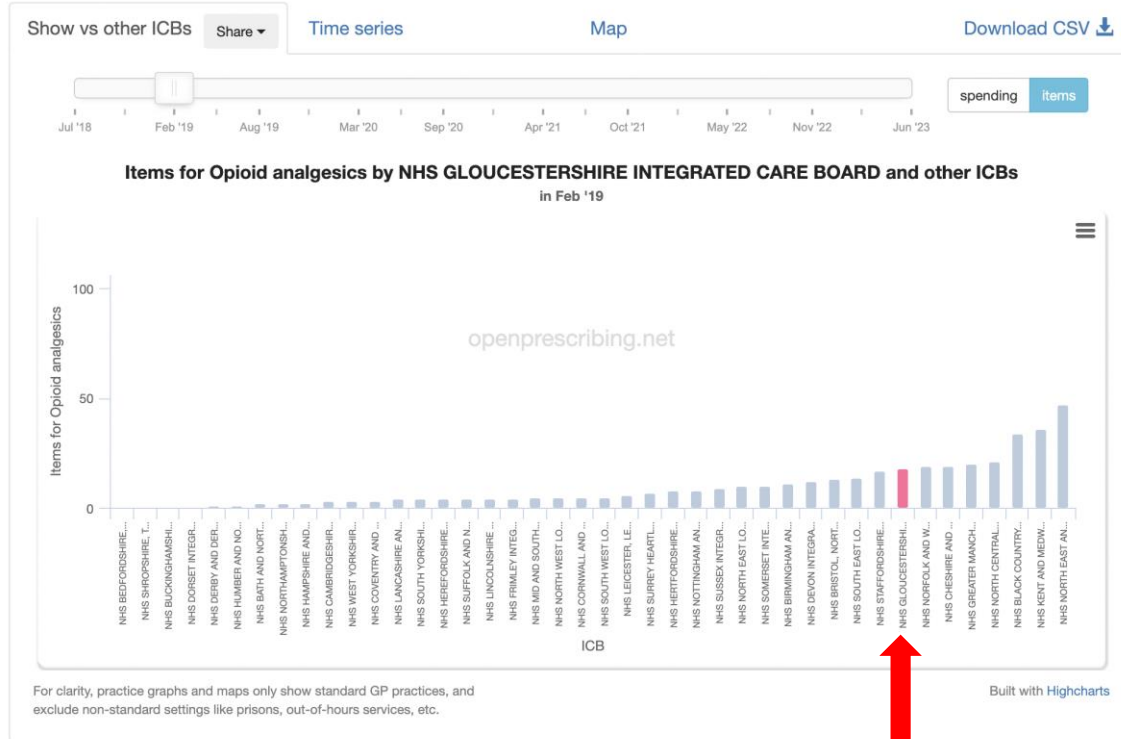 Show vs other ICBs
Share
Time series
Map
Download CSV
spending
items
Jul '18
Feb '19
Aug '19
Mar '20
Sep '20
Apr '21
Oct '21
May '22
Nov '22
Jun '23
Items for Opioid analgesics by NHS GLOUCESTERSHIRE INTEGRATED CARE BOARD and other ICBs
in Feb '19
openprescribing.net
Items for Opioid analgesics
100
50
0
NHS BEDFORDSHIRE,...
NHS SHROPSHIRE, T...
NHS BUCKINGHAMSHI...
NHS DORSET INTEGR...
NHS DERBY AND DER...
NHS HUMBER AND NO...
NHS BATH AND NORT...
NHS NORTHAMPTONSH...
NHS HAMPSHIRE AND...
NHS CAMBRIDGESHIR...
NHS WEST YORKSHIR...
NHS COVENTRY AND ...
NHS LANCASHIRE AN...
NHS SOUTH YORKSHI...
NHS HEREFORDSHIRE...
NHS SUFFOLK AND N...
NHS LINCOLNSHIRE ...
NHS FRIMLEY INTEG...
NHS MID AND SOUTH...
NHS NORTH WEST LO...
NHS CORNWALL AND ...
NHS SOUTH WEST LO...
NHS LEICESTER, LE...
NHS SURREY HEARTL...
NHS HERTFORDSHIRE...
NHS NOTTINGHAM AN...
NHS SUSSEX INTEGR...
NHS NORTH EAST LO...
NHS SOMERSET INTE...
NHS BIRMINGHAM AN...
NHS DEVON INTEGRA...
NHS BRISTOL, NORT...
NHS SOUTH EAST LO...
NHS STAFFORDSHIRE...
NHS GLOUCESTERSHI...
NHS NORFOLK AND W...
NHS CHESHIRE AND ...
NHS GREATER MANCH...
NHS NORTH CENTRAL...
NHS BLACK COUNTRY...
NHS KENT AND MEDW...
NHS NORTH EAST AN...
ICB
For clarity, practice graphs and maps only show standard GP practices, and
exclude non-standard settings like prisons, out-of-hours services, etc.
Built with Highcharts